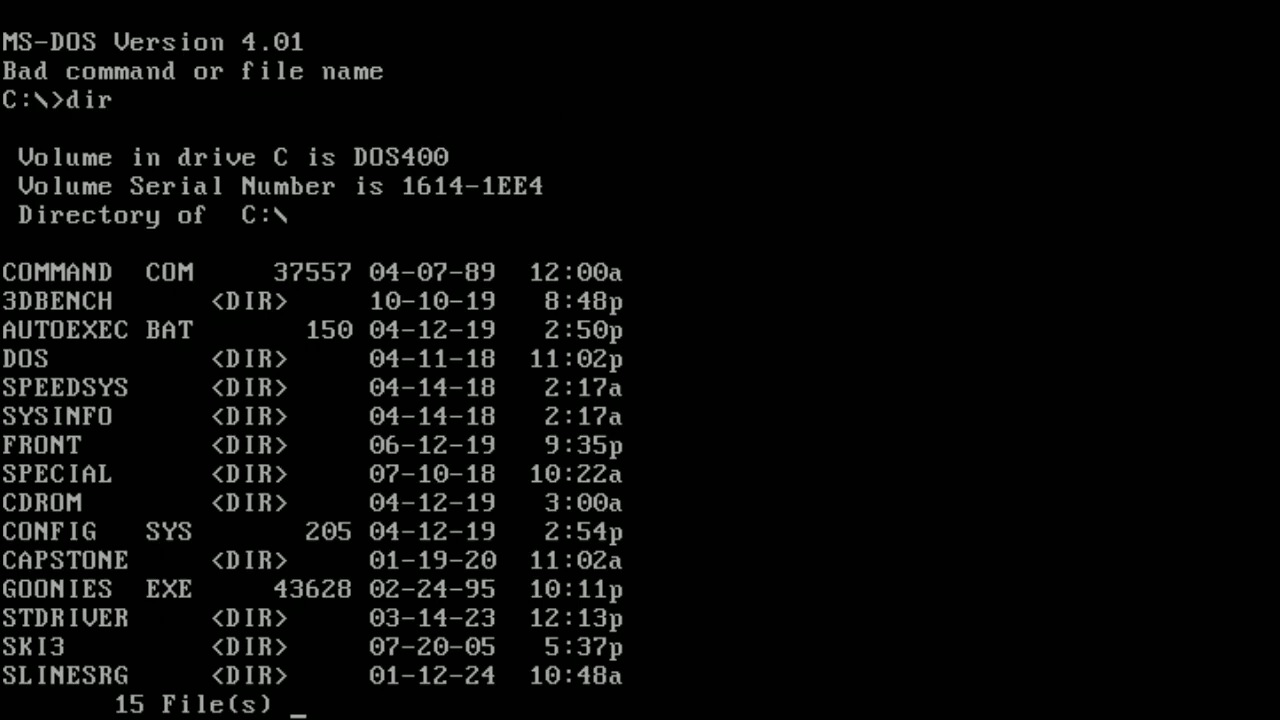 MS-DOS Version 4.01
Bad command or file name
C:\>dir

 Volume in drive C is DOS400
 Volume Serial Number is 1614-1EE4
 Directory of  C:\

COMMAND  COM     37557 04-07-89  12:00a
3DBENCH      <DIR>     10-10-19   8:48p
AUTOEXEC BAT       150 04-12-19   2:50p
DOS          <DIR>     04-11-18  11:02p
SPEEDSYS     <DIR>     04-14-18   2:17a
SYSINFO      <DIR>     04-14-18   2:17a
FRONT        <DIR>     06-12-19   9:35p
SPECIAL      <DIR>     07-10-18  10:22a
CDROM        <DIR>     04-12-19   3:00a
CONFIG   SYS       205 04-12-19   2:54p
CAPSTONE     <DIR>     01-19-20  11:02a
GOONIES  EXE     43628 02-24-95  10:11p
STDRIVER     <DIR>     03-14-23  12:13p
SKI3         <DIR>     07-20-05   5:37p
SLINESRG     <DIR>     01-12-24  10:48a
       15 File(s) _